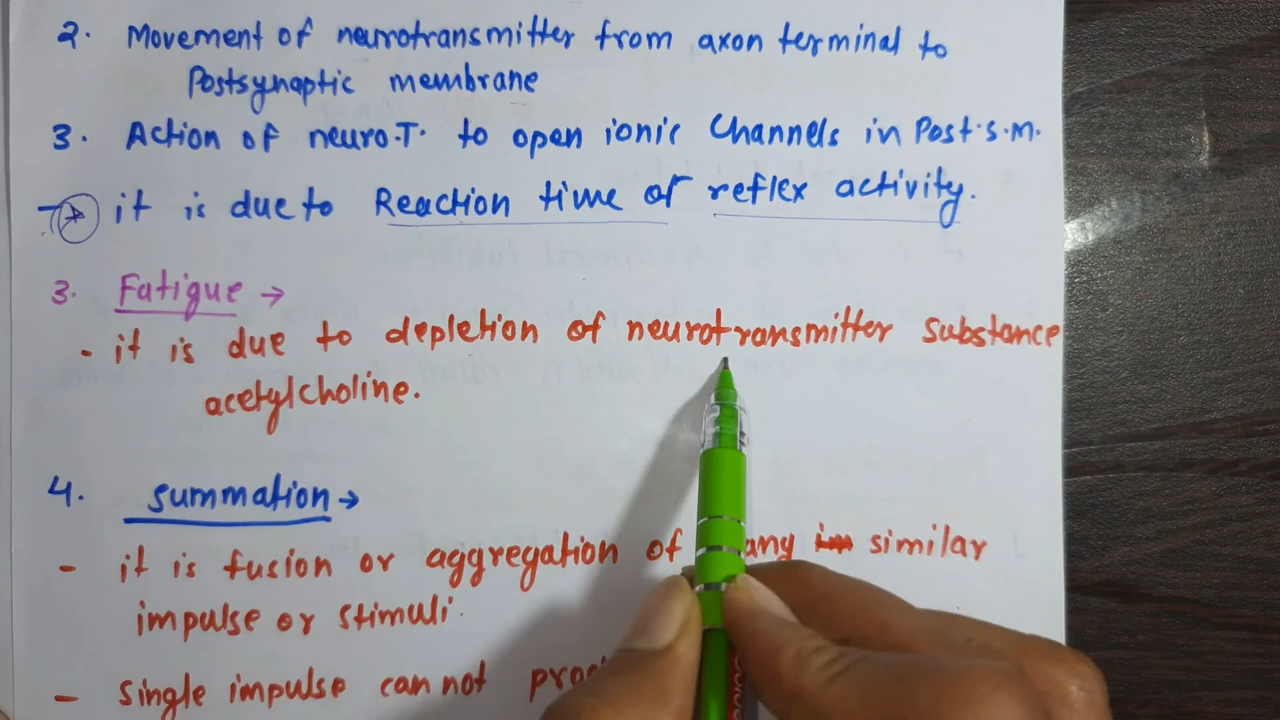 2. Movement of neurotransmitter from axon terminal to
Postsynaptic membrane
3. Action of neuro.T. to open ionic Channels in Post.s.m.
it is due to Reaction time of reflex activity.
3. Fatigue →
- it is due to depletion of neurotransmitter substance
acetylcholine.
4. summation →
- it is fusion or aggregation of similar
impulse or stimuli.
- single impulse can not